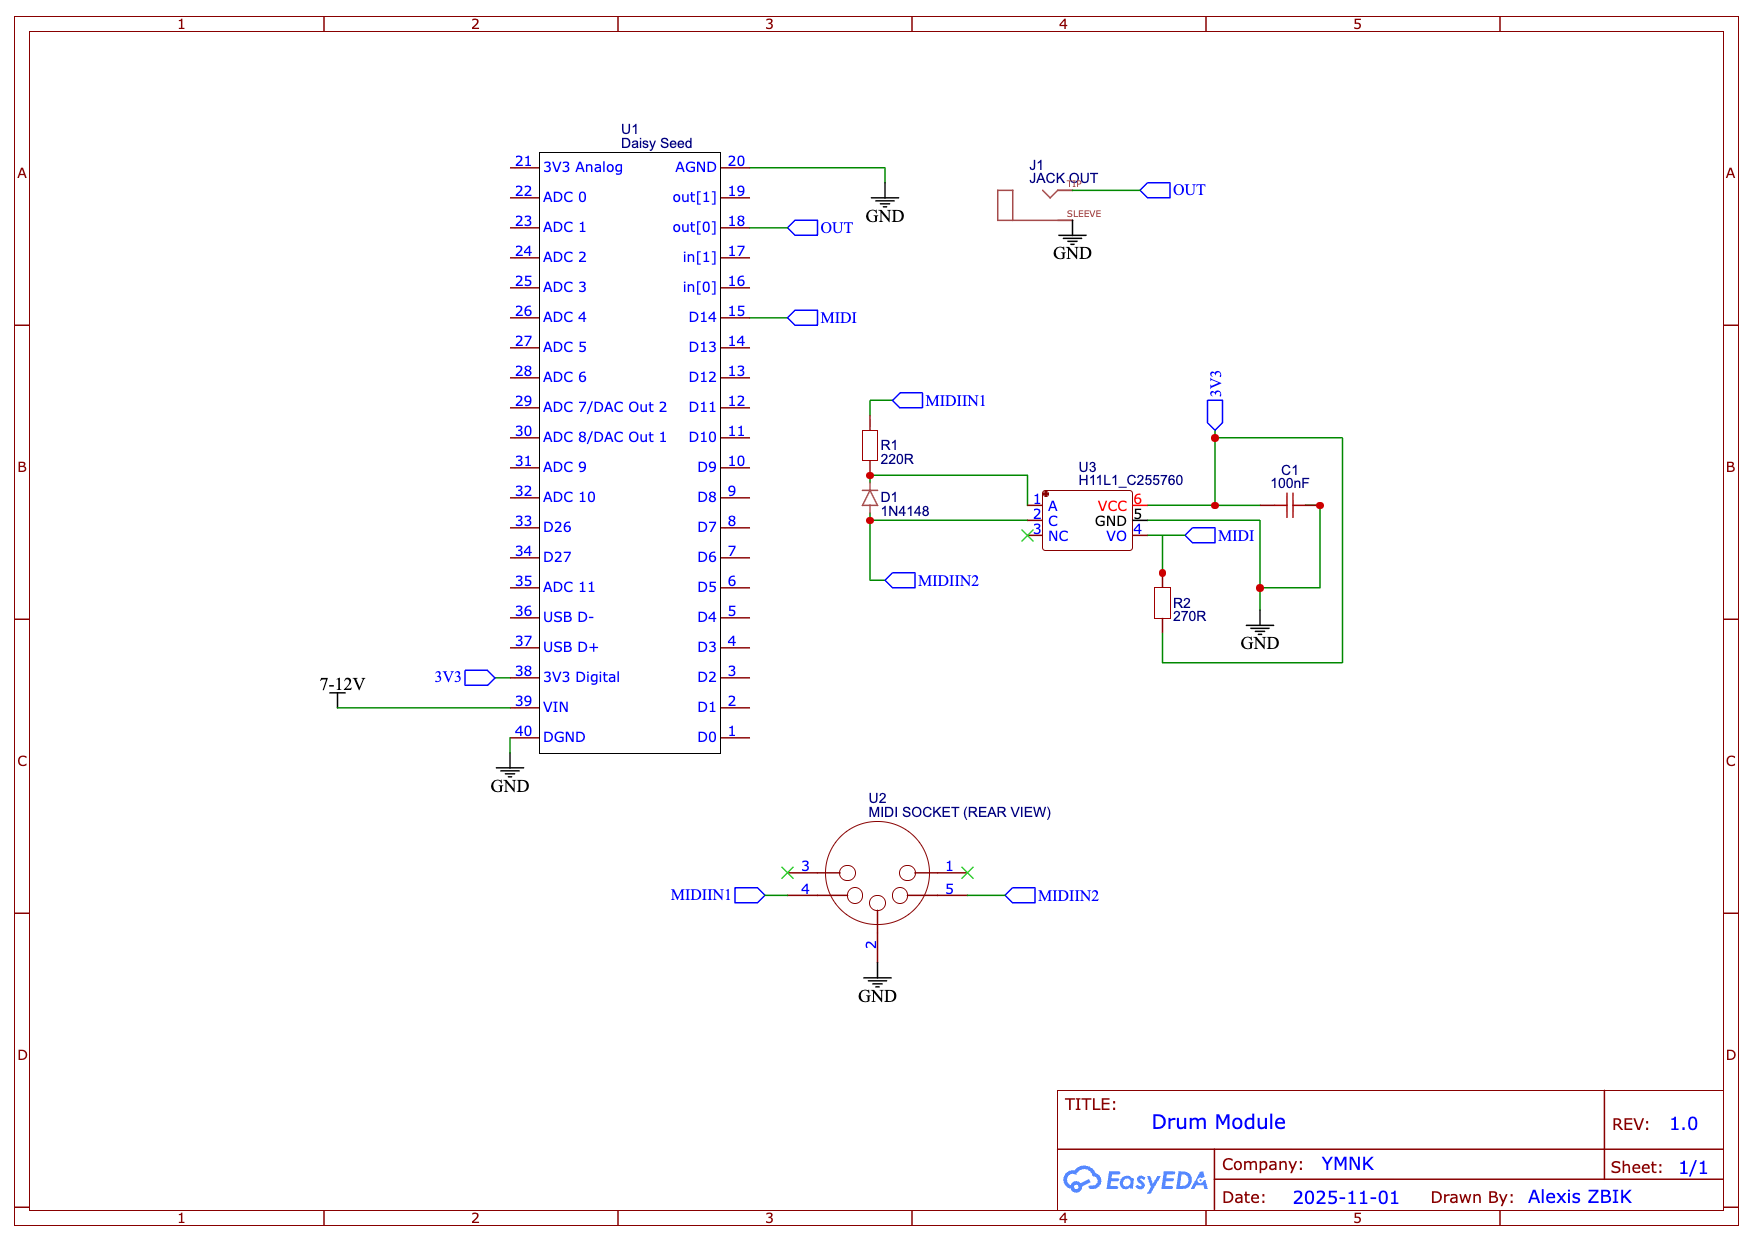 1 2 3 4 5
A A
B B
C C
D D
U1
Daisy Seed
21 3V3 Analog AGND 20
22 ADC 0 out[1] 19
23 ADC 1 out[0] 18 OUT
24 ADC 2 in[1] 17
25 ADC 3 in[0] 16
26 ADC 4 D14 15 MIDI
27 ADC 5 D13 14
28 ADC 6 D12 13
29 ADC 7/DAC Out 2 D11 12
30 ADC 8/DAC Out 1 D10 11
31 ADC 9 D9 10
32 ADC 10 D8 9
33 D26 D7 8
34 D27 D6 7
35 ADC 11 D5 6
36 USB D- D4 5
37 USB D+ D3 4
3V3 38 3V3 Digital D2 3
7-12V
39 VIN D1 2
40 DGND D0 1
GND
GND
J1
JACK OUT
TIP
OUT
SLEEVE
GND
MIDIIN1
R1
220R
D1
1N4148
MIDIIN2
3V3
U3
H11L1_C255760
1 A VCC 6
2 C GND 5
3 NC VO 4
MIDI
C1
100nF
R2
270R
GND
U2
MIDI SOCKET (REAR VIEW)
3 1
MIDIIN1 4 5 MIDIIN2
2
GND
TITLE:
Drum Module
REV: 1.0
EasyEDA
Company: YMNK
Sheet: 1/1
Date: 2025-11-01 Drawn By: Alexis ZBIK
1 2 3 4 5